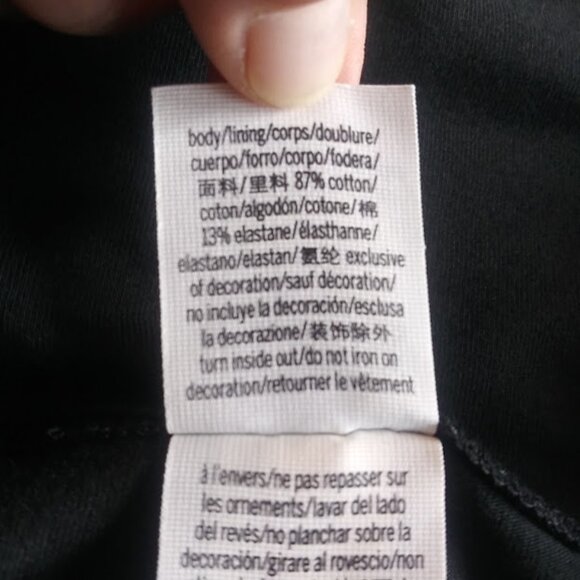 body/lining/corps/doublure/
cuerpo/forro/corpo/fodera/
面料/里料 87% cotton/
coton/algodón/cotone/棉
13% elastane/élasthanne/
elastano/elastan/氨纶 exclusive
of decoration/sauf décoration/
no incluye la decoración/esclusa
la decorazione/装饰除外
turn inside out/do not iron on
decoration/retourner le vêtement
à l'envers/ne pas repasser sur
les ornements/lavar del lado
del revés/no planchar sobre la
decoración/girare al rovescio/non